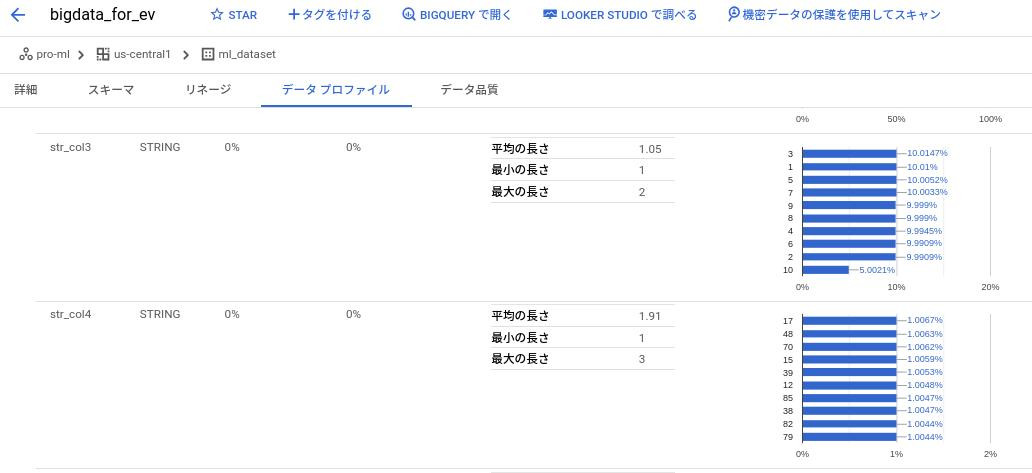 bigdata_for_ev STAR タグを付ける BIGQUERY で開く LOOKER STUDIO で調べる 機密データの保護を使用してスキャン
pro-ml us-central1 ml_dataset
詳細 スキーマ リネージ データ プロファイル データ品質
0% 50% 100%
str_col3 STRING 0% 0%
平均の長さ 1.05
最小の長さ 1
最大の長さ 2
3 10.0147%
1 10.01%
5 10.0052%
7 10.0033%
9 9.999%
8 9.999%
4 9.9945%
6 9.9909%
2 9.9909%
10 5.0021%
0% 10% 20%
str_col4 STRING 0% 0%
平均の長さ 1.91
最小の長さ 1
最大の長さ 3
17 1.0067%
48 1.0063%
70 1.0062%
15 1.0059%
39 1.0053%
12 1.0048%
85 1.0047%
38 1.0047%
82 1.0044%
79 1.0044%
0% 1% 2%